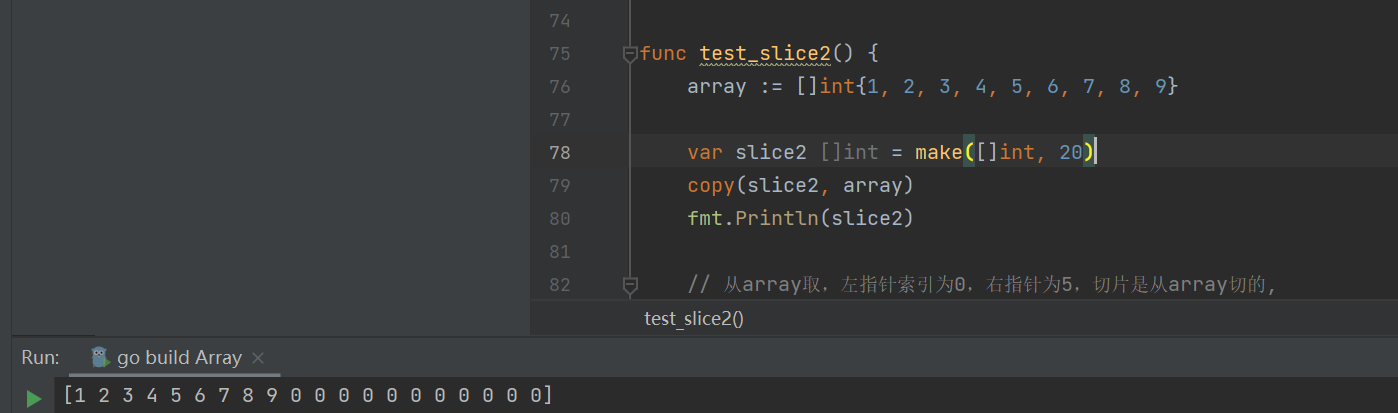 74
75 func test_slice2() {
76 array := []int{1, 2, 3, 4, 5, 6, 7, 8, 9}
77
78 var slice2 []int = make([]int, 20)
79 copy(slice2, array)
80 fmt.Println(slice2)
81
82 // 从array取，左指针索引为0，右指针为5，切片是从array切的，
test_slice2()
Run: go build Array ×
[1 2 3 4 5 6 7 8 9 0 0 0 0 0 0 0 0 0 0 0]